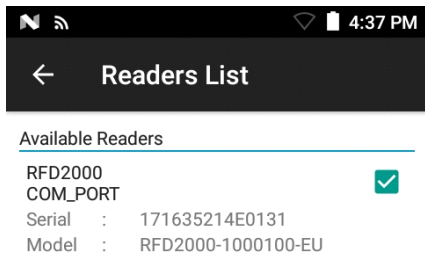 4:37 PM
Readers List
Available Readers
RFD2000
COM_PORT
Serial : 171635214E0131
Model : RFD2000-1000100-EU